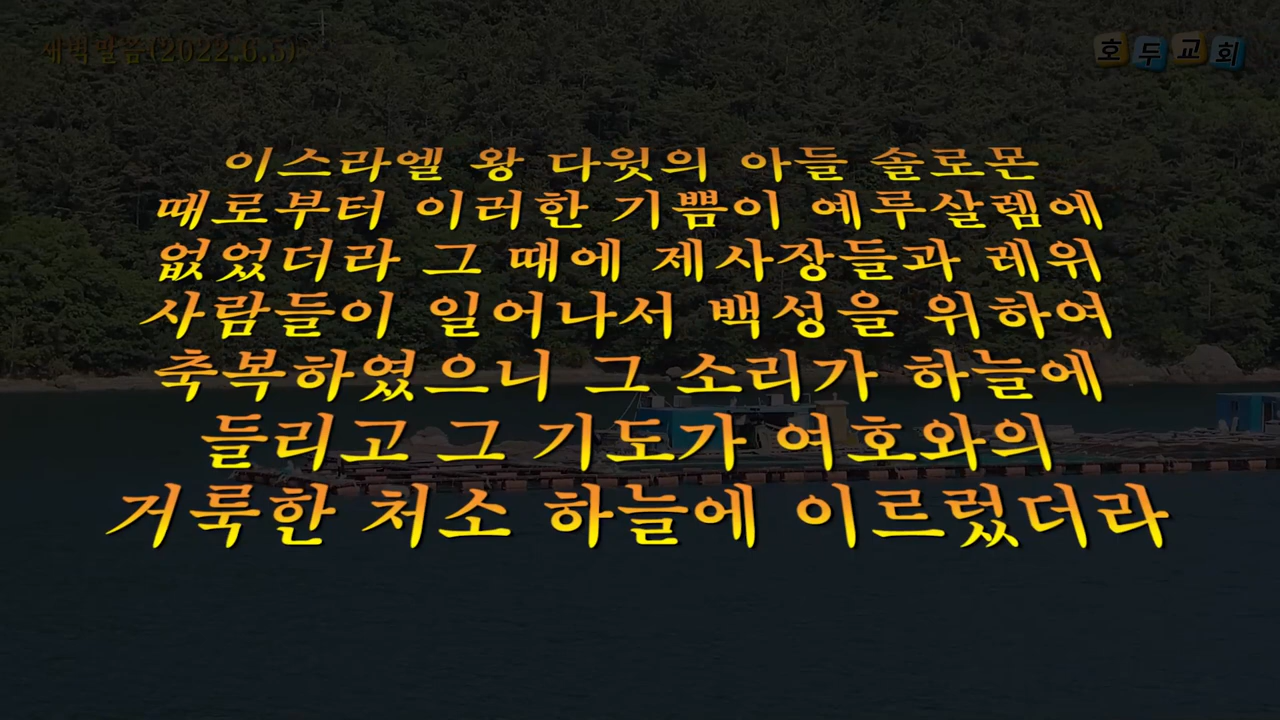 새벽말씀(2022.6.5)
호두교회
이스라엘 왕 다윗의 아들 솔로몬
때로부터 이러한 기쁨이 예루살렘에
없었더라 그 때에 제사장들과 레위
사람들이 일어나서 백성을 위하여
축복하였으니 그 소리가 하늘에
들리고 그 기도가 여호와의
거룩한 처소 하늘에 이르렀더라